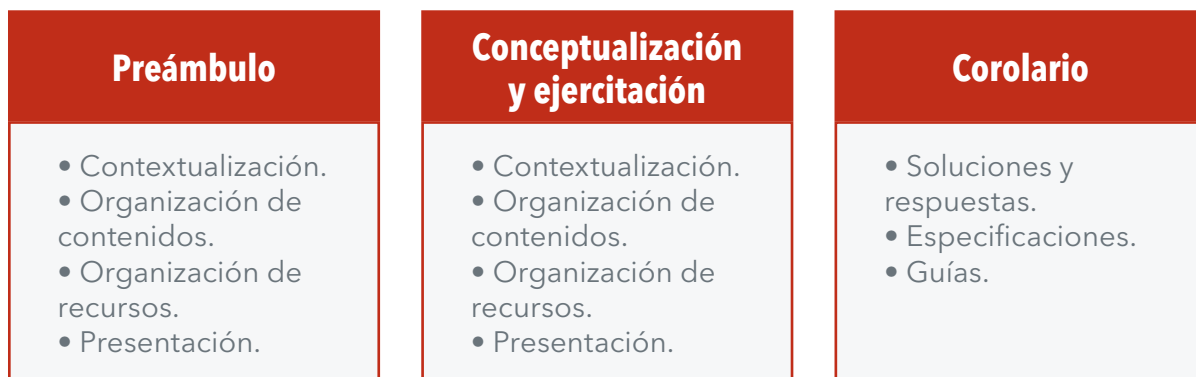 Preámbulo
• Contextualización.
• Organización de
contenidos.
• Organización de
recursos.
• Presentación.
Conceptualización
y ejercitación
• Contextualización.
• Organización de
contenidos.
• Organización de
recursos.
• Presentación.
Corolario
• Soluciones y
respuestas.
• Especificaciones.
• Guías.